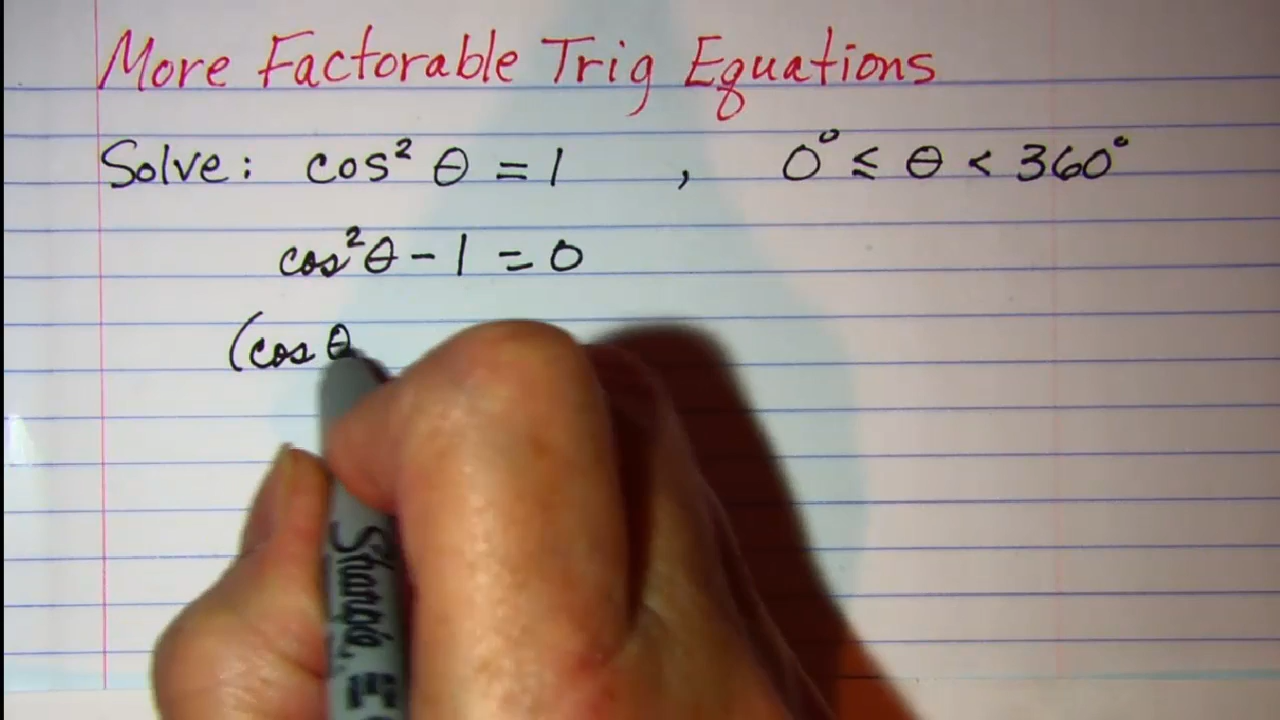 More Factorable Trig Equations
Solve: cos² θ = 1 , 0° ≤ θ < 360°
cos²θ - 1 = 0
(cos θ
Sharpie